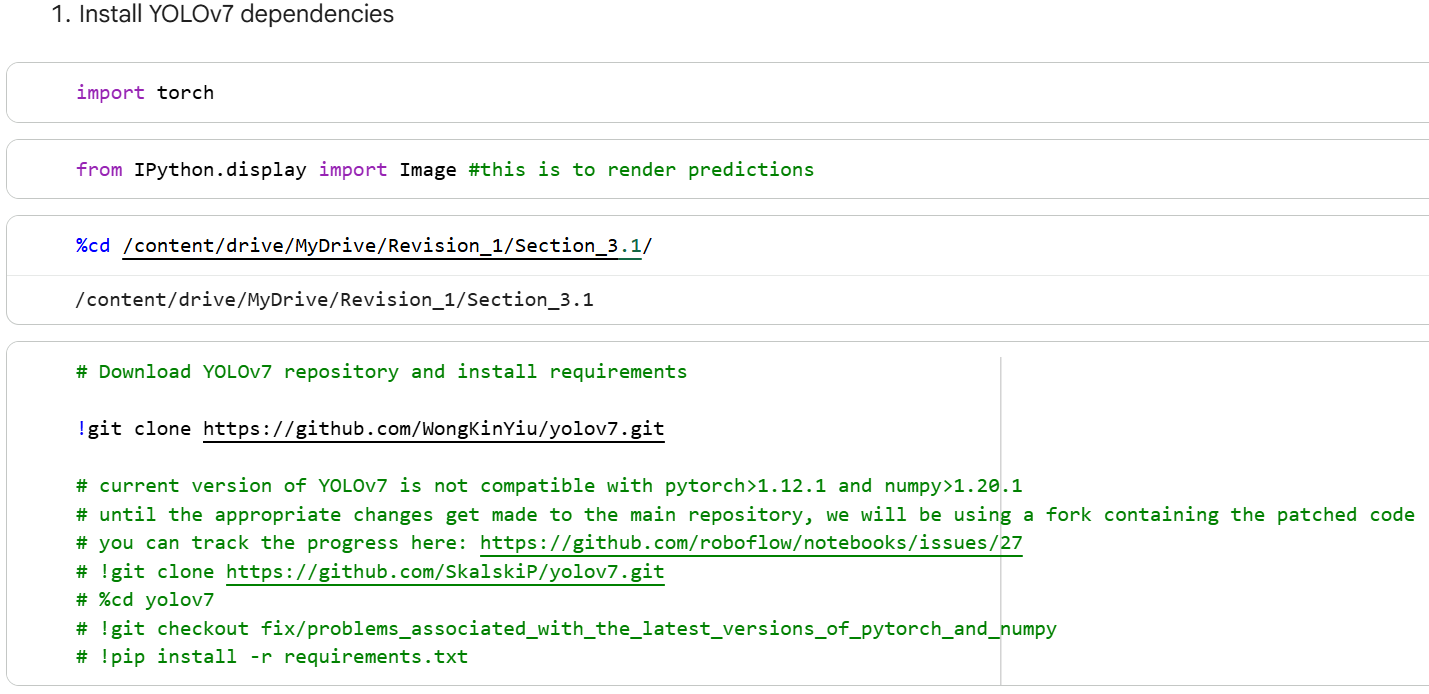 1. Install YOLOv7 dependencies
import torch
from IPython.display import Image #this is to render predictions
%cd /content/drive/MyDrive/Revision_1/Section_3.1/
/content/drive/MyDrive/Revision_1/Section_3.1
# Download YOLOv7 repository and install requirements
!git clone https://github.com/WongKinYiu/yolov7.git
# current version of YOLOv7 is not compatible with pytorch>1.12.1 and numpy>1.20.1
# until the appropriate changes get made to the main repository, we will be using a fork containing the patched code
# you can track the progress here: https://github.com/roboflow/notebooks/issues/27
# !git clone https://github.com/SkalskiP/yolov7.git
# %cd yolov7
# !git checkout fix/problems_associated_with_the_latest_versions_of_pytorch_and_numpy
# !pip install -r requirements.txt